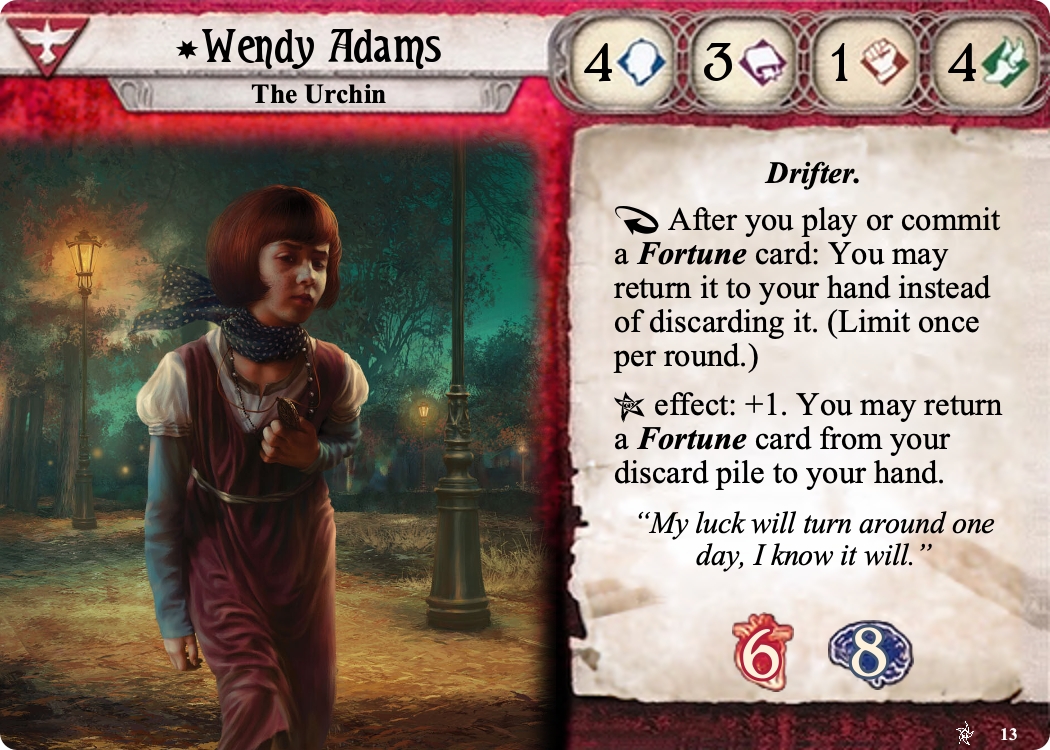 Wendy Adams
The Urchin
4 3 1 4
Drifter.
After you play or commit
a Fortune card: You may
return it to your hand instead
of discarding it. (Limit once
per round.)
effect: +1. You may return
a Fortune card from your
discard pile to your hand.
“My luck will turn around one
day, I know it will.”
6 8
13